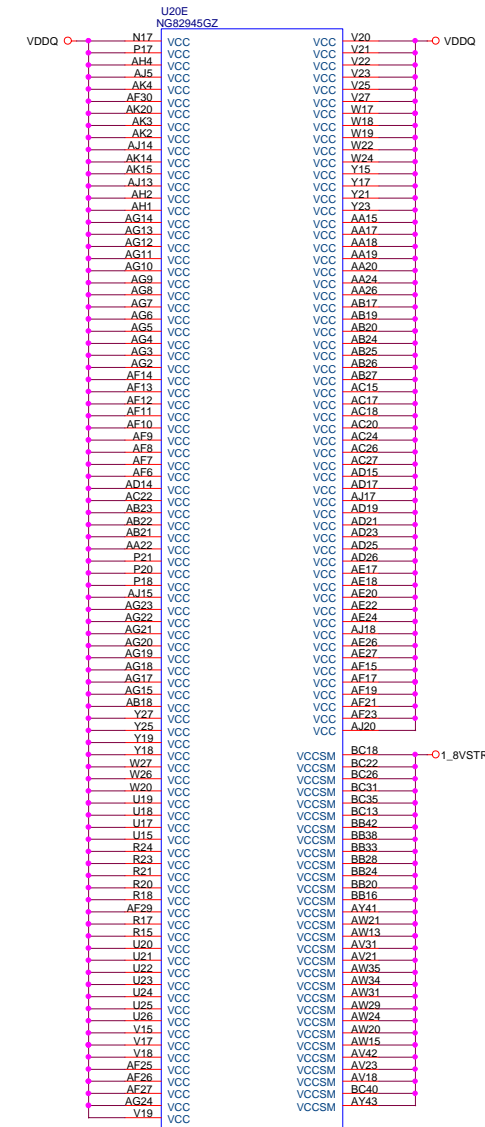 U20E
NG82945GZ
VDDQ N17 VCC VCC V20 VDDQ
P17 VCC VCC V21
AH4 VCC VCC V22
AJ5 VCC VCC V23
AK4 VCC VCC V25
AF30 VCC VCC V27
AK20 VCC VCC W17
AK3 VCC VCC W18
AK2 VCC VCC W19
AJ14 VCC VCC W22
AK14 VCC VCC W24
AK15 VCC VCC Y15
AJ13 VCC VCC Y17
AH2 VCC VCC Y21
AH1 VCC VCC Y23
AG14 VCC VCC AA15
AG13 VCC VCC AA17
AG12 VCC VCC AA18
AG11 VCC VCC AA19
AG10 VCC VCC AA20
AG9 VCC VCC AA24
AG8 VCC VCC AA26
AG7 VCC VCC AB17
AG6 VCC VCC AB19
AG5 VCC VCC AB20
AG4 VCC VCC AB24
AG3 VCC VCC AB25
AG2 VCC VCC AB26
AF14 VCC VCC AB27
AF13 VCC VCC AC15
AF12 VCC VCC AC17
AF11 VCC VCC AC18
AF10 VCC VCC AC20
AF9 VCC VCC AC24
AF8 VCC VCC AC26
AF7 VCC VCC AC27
AF6 VCC VCC AD15
AD14 VCC VCC AD17
AC22 VCC VCC AJ17
AB23 VCC VCC AD19
AB22 VCC VCC AD21
AB21 VCC VCC AD23
AA22 VCC VCC AD25
P21 VCC VCC AD26
P20 VCC VCC AE17
P18 VCC VCC AE18
AJ15 VCC VCC AE20
AG23 VCC VCC AE22
AG22 VCC VCC AE24
AG21 VCC VCC AJ18
AG20 VCC VCC AE26
AG19 VCC VCC AE27
AG18 VCC VCC AF15
AG17 VCC VCC AF17
AG15 VCC VCC AF19
AB18 VCC VCC AF21
Y27 VCC VCC AF23
Y25 VCC VCC AJ20
Y19 VCC
Y18 VCC VCCSM BC18 1_8VSTR
W27 VCC VCCSM BC22
W26 VCC VCCSM BC26
W20 VCC VCCSM BC31
U19 VCC VCCSM BC35
U18 VCC VCCSM BC13
U17 VCC VCCSM BB42
U15 VCC VCCSM BB38
R24 VCC VCCSM BB33
R23 VCC VCCSM BB28
R21 VCC VCCSM BB24
R20 VCC VCCSM BB20
R18 VCC VCCSM BB16
AF29 VCC VCCSM AY41
R17 VCC VCCSM AW21
R15 VCC VCCSM AW13
U20 VCC VCCSM AV31
U21 VCC VCCSM AV21
U22 VCC VCCSM AW35
U23 VCC VCCSM AW34
U24 VCC VCCSM AW31
U25 VCC VCCSM AW29
U26 VCC VCCSM AW24
V15 VCC VCCSM AW20
V17 VCC VCCSM AW15
V18 VCC VCCSM AV42
AF25 VCC VCCSM AV23
AF26 VCC VCCSM AV18
AF27 VCC VCCSM BC40
AG24 VCC VCCSM AY43
V19 VCC